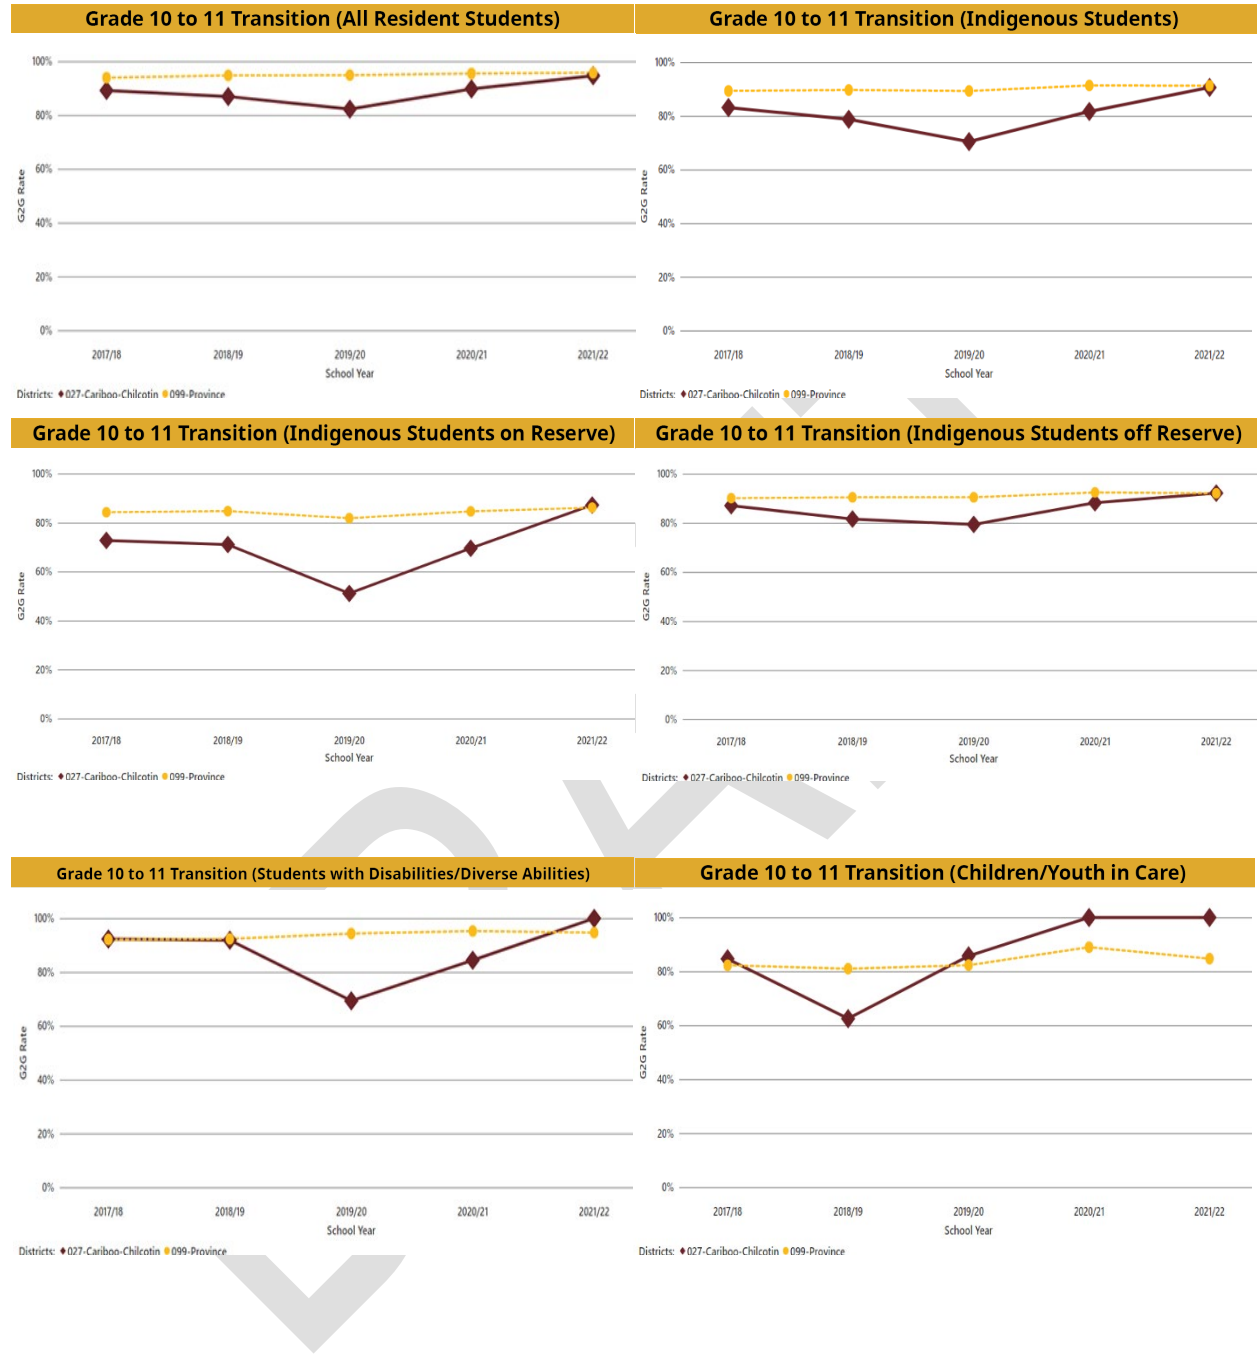 Grade 10 to 11 Transition (All Resident Students)
100%
80%
60%
40%
20%
0%
G2G Rate
2017/18 2018/19 2019/20 2020/21 2021/22
School Year
Districts: 027-Cariboo-Chilcotin 099-Province
Grade 10 to 11 Transition (Indigenous Students)
100%
80%
60%
40%
20%
0%
G2G Rate
2017/18 2018/19 2019/20 2020/21 2021/22
School Year
Districts: 027-Cariboo-Chilcotin 099-Province
Grade 10 to 11 Transition (Indigenous Students on Reserve)
100%
80%
60%
40%
20%
0%
G2G Rate
2017/18 2018/19 2019/20 2020/21 2021/22
School Year
Districts: 027-Cariboo-Chilcotin 099-Province
Grade 10 to 11 Transition (Indigenous Students off Reserve)
100%
80%
60%
40%
20%
0%
G2G Rate
2017/18 2018/19 2019/20 2020/21 2021/22
School Year
Districts: 027-Cariboo-Chilcotin 099-Province
Grade 10 to 11 Transition (Students with Disabilities/Diverse Abilities)
100%
80%
60%
40%
20%
0%
G2G Rate
2017/18 2018/19 2019/20 2020/21 2021/22
School Year
Districts: 027-Cariboo-Chilcotin 099-Province
Grade 10 to 11 Transition (Children/Youth in Care)
100%
80%
60%
40%
20%
0%
G2G Rate
2017/18 2018/19 2019/20 2020/21 2021/22
School Year
Districts: 027-Cariboo-Chilcotin 099-Province